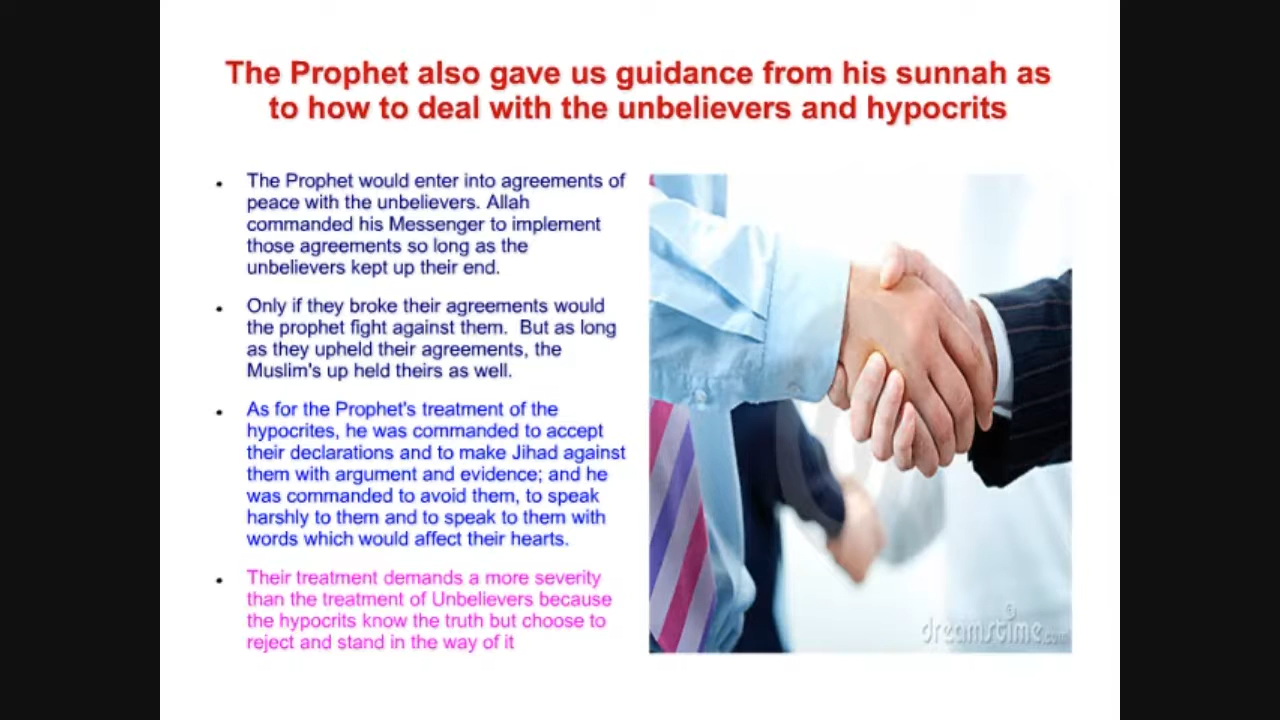 The Prophet also gave us guidance from his sunnah as
to how to deal with the unbelievers and hypocrits
The Prophet would enter into agreements of
peace with the unbelievers. Allah
commanded his Messenger to implement
those agreements so long as the
unbelievers kept up their end.
Only if they broke their agreements would
the prophet fight against them.  But as long
as they upheld their agreements, the
Muslim's up held theirs as well.
As for the Prophet's treatment of the
hypocrites, he was commanded to accept
their declarations and to make Jihad against
them with argument and evidence; and he
was commanded to avoid them, to speak
harshly to them and to speak to them with
words which would affect their hearts.
Their treatment demands a more severity
than the treatment of Unbelievers because
the hypocrits know the truth but choose to
reject and stand in the way of it
dreamstime.com